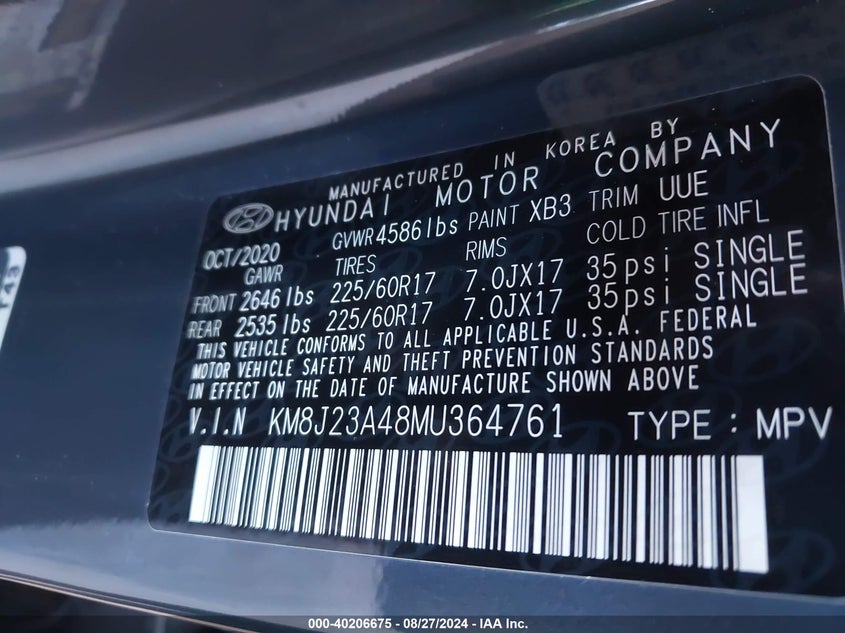 MANUFACTURED IN KOREA BY
HYUNDAI MOTOR COMPANY
OCT/2020 GVWR 4586lbs PAINT XB3 TRIM UUE
GAWR TIRES RIMS COLD TIRE INFL
FRONT 2646 lbs 225/60R17 7.0JX17 35psi SINGLE
REAR 2535 lbs 225/60R17 7.0JX17 35psi SINGLE
THIS VEHICLE CONFORMS TO ALL APPLICABLE U.S.A. FEDERAL
MOTOR VEHICLE SAFETY AND THEFT PREVENTION STANDARDS
IN EFFECT ON THE DATE OF MANUFACTURE SHOWN ABOVE
V.I.N KM8J23A48MU364761 TYPE : MPV
000-40206675 - 08/27/2024 - IAA Inc.